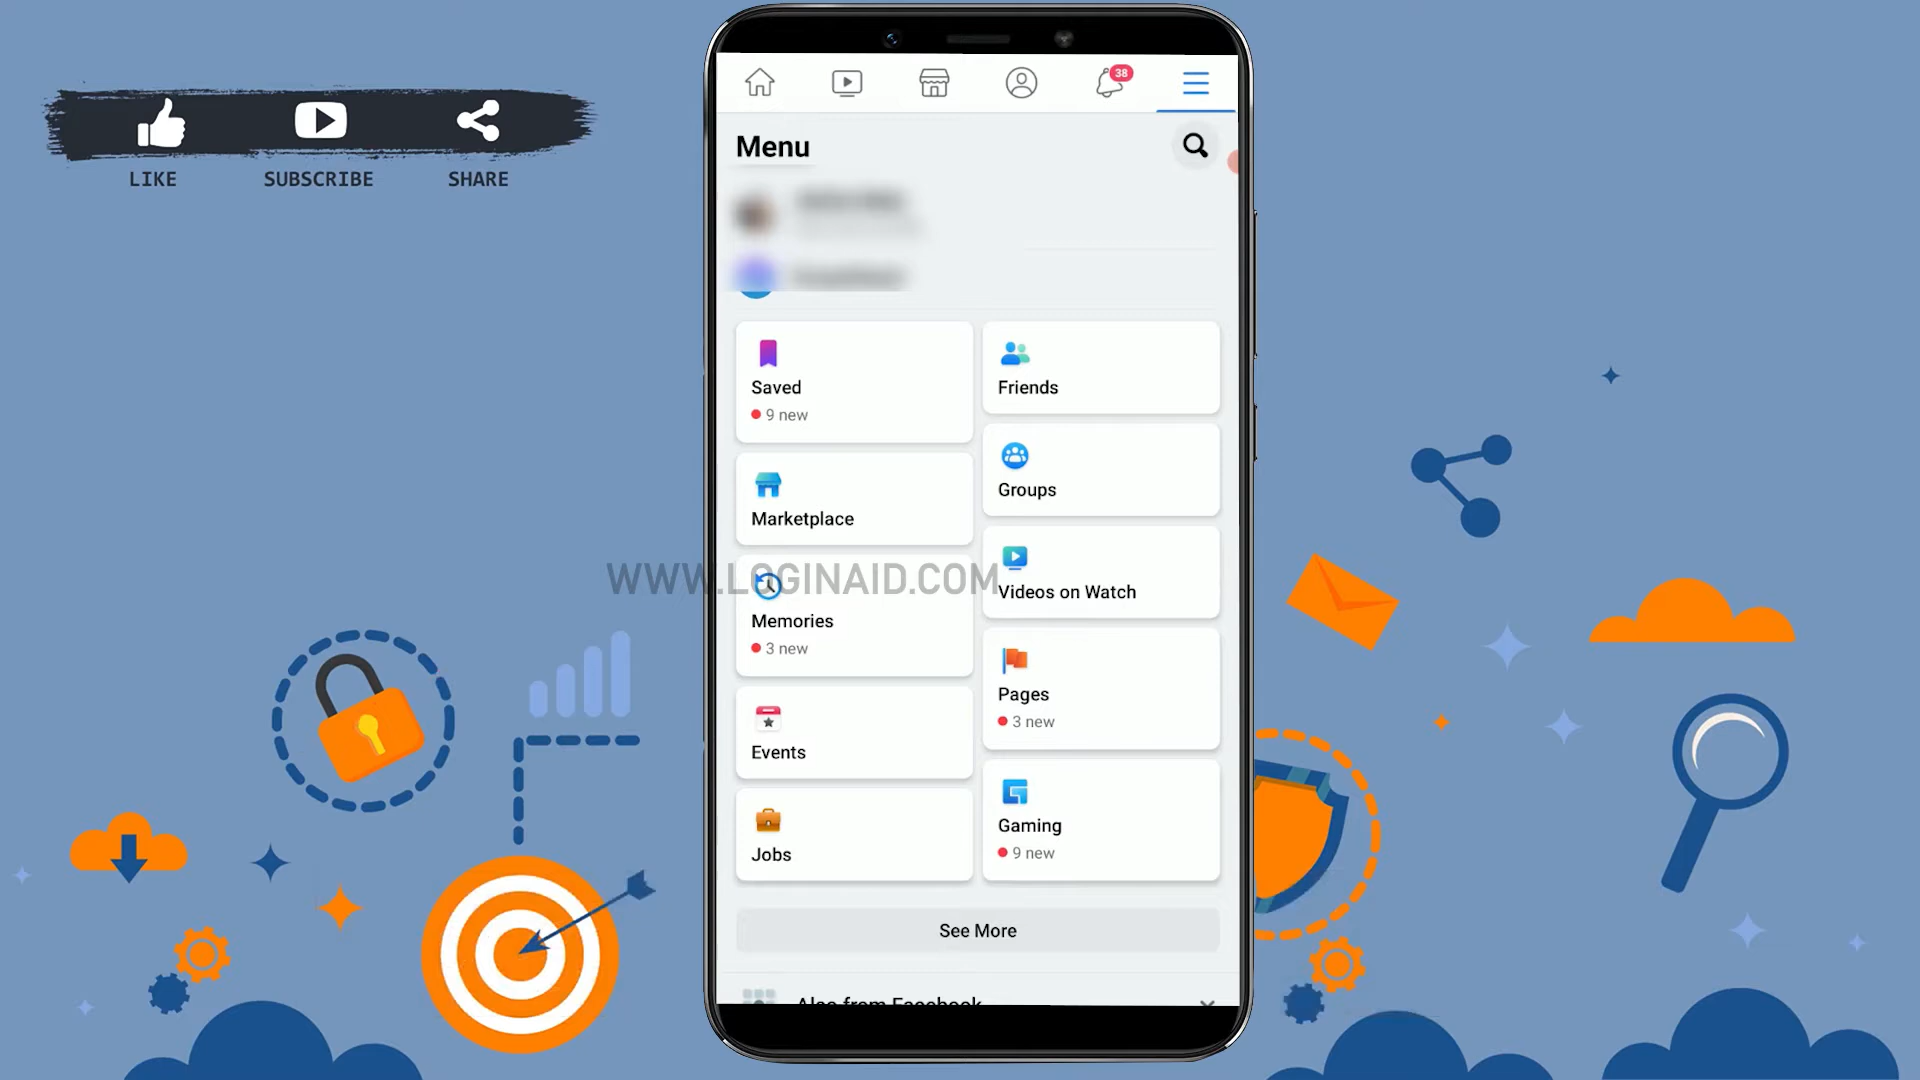 LIKE
SUBSCRIBE
SHARE
38
Menu
Saved
9 new
Friends
Groups
Marketplace
WWW.LOGINAID.COM
Videos on Watch
Memories
3 new
Pages
3 new
Events
Gaming
9 new
Jobs
See More
Also from Facebook